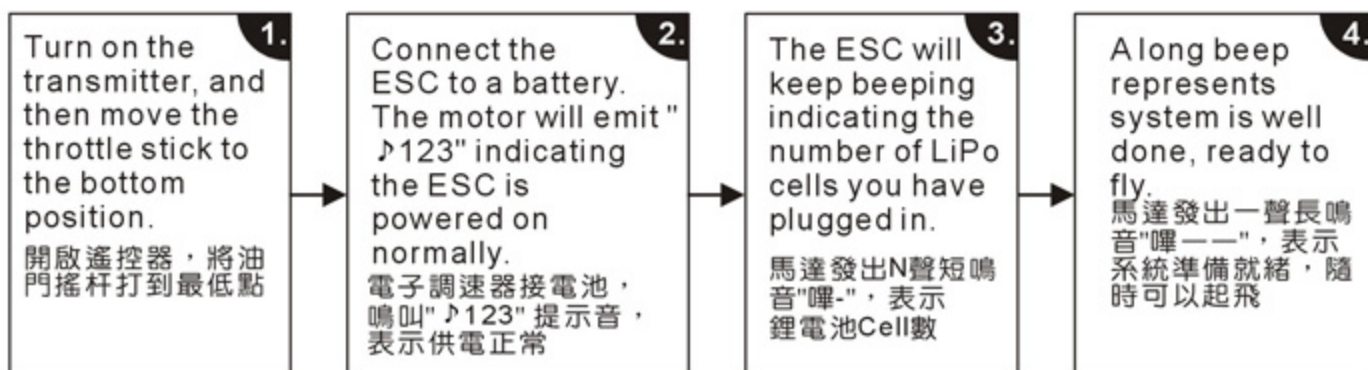 1.
Turn on the
transmitter, and
then move the
throttle stick to
the bottom
position.
開啟遙控器，將油
門搖杆打到最低點
2.
Connect the
ESC to a battery.
The motor will emit "
♪123" indicating
the ESC is
powered on
normally.
電子調速器接電池，
鳴叫"♪123"提示音，
表示供電正常
3.
The ESC will
keep beeping
indicating the
number of LiPo
cells you have
plugged in.
馬達發出N聲短鳴
音"嗶-"，表示
鋰電池Cell數
4.
A long beep
represents
system is well
done, ready to
fly.
馬達發出一聲長鳴
音"嗶——"，表示
系統準備就緒，隨
時可以起飛